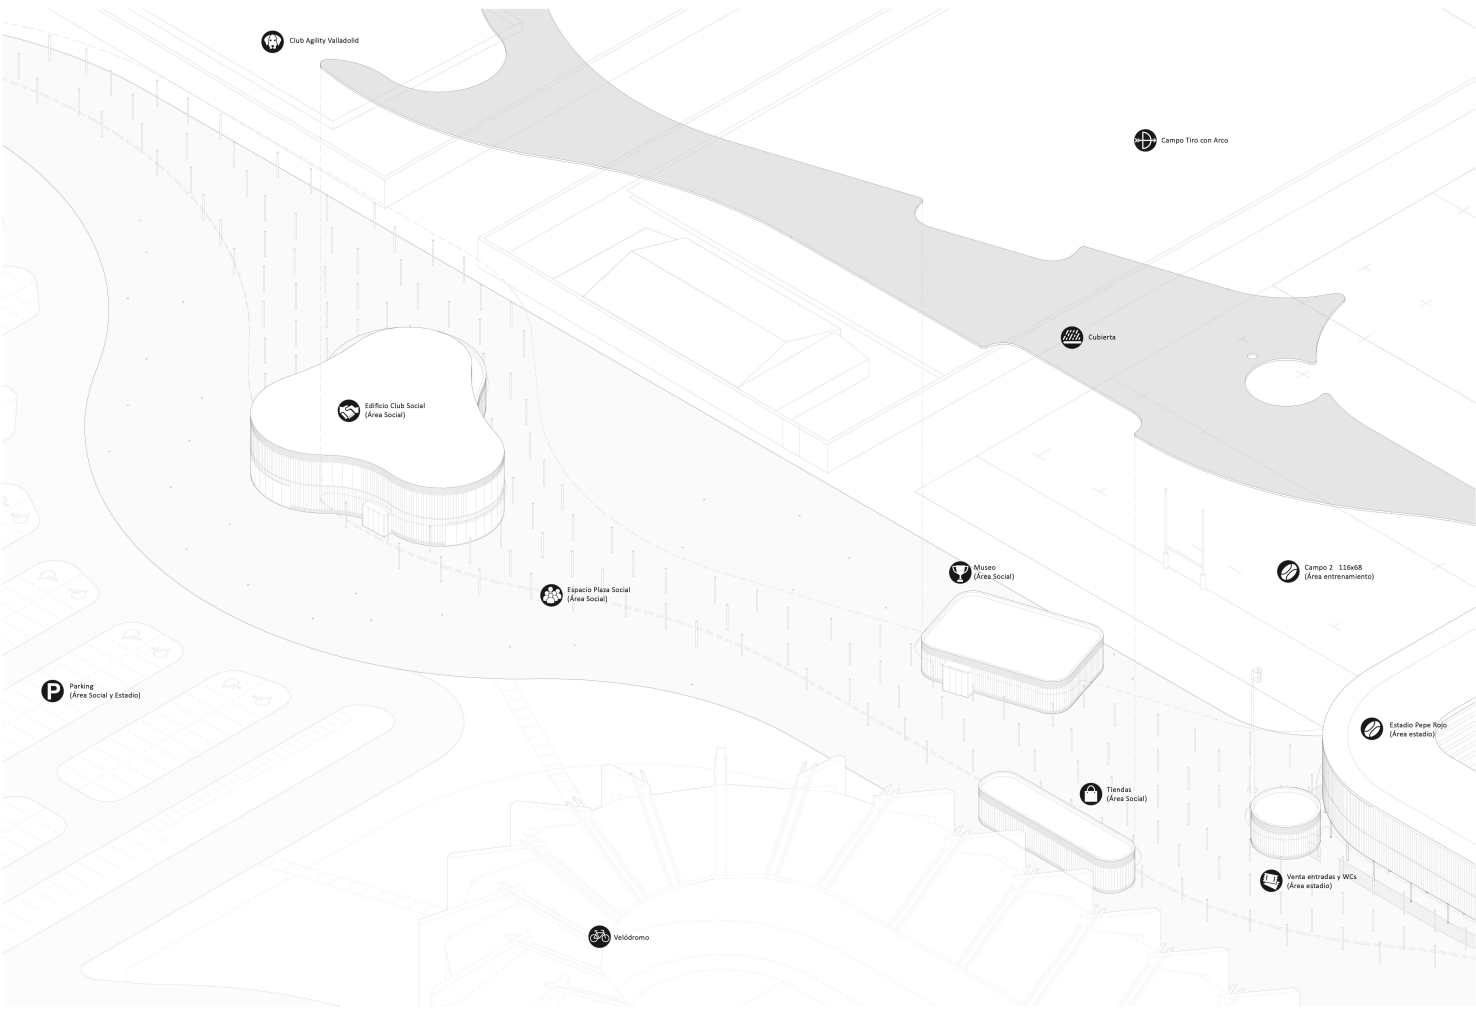 Club Agility Valladolid
Campo Tiro con Arco
Cubierta
Edificio Club Social
(Área Social)
Museo
(Área Social)
Campo 2 116x68
(Área entrenamiento)
Espacio Plaza Social
(Área Social)
P
Parking
(Área Social y Estadio)
Estadio Pepe Rojo
(Área estadio)
Tiendas
(Área Social)
Venta entradas y WCs
(Área estadio)
Velódromo